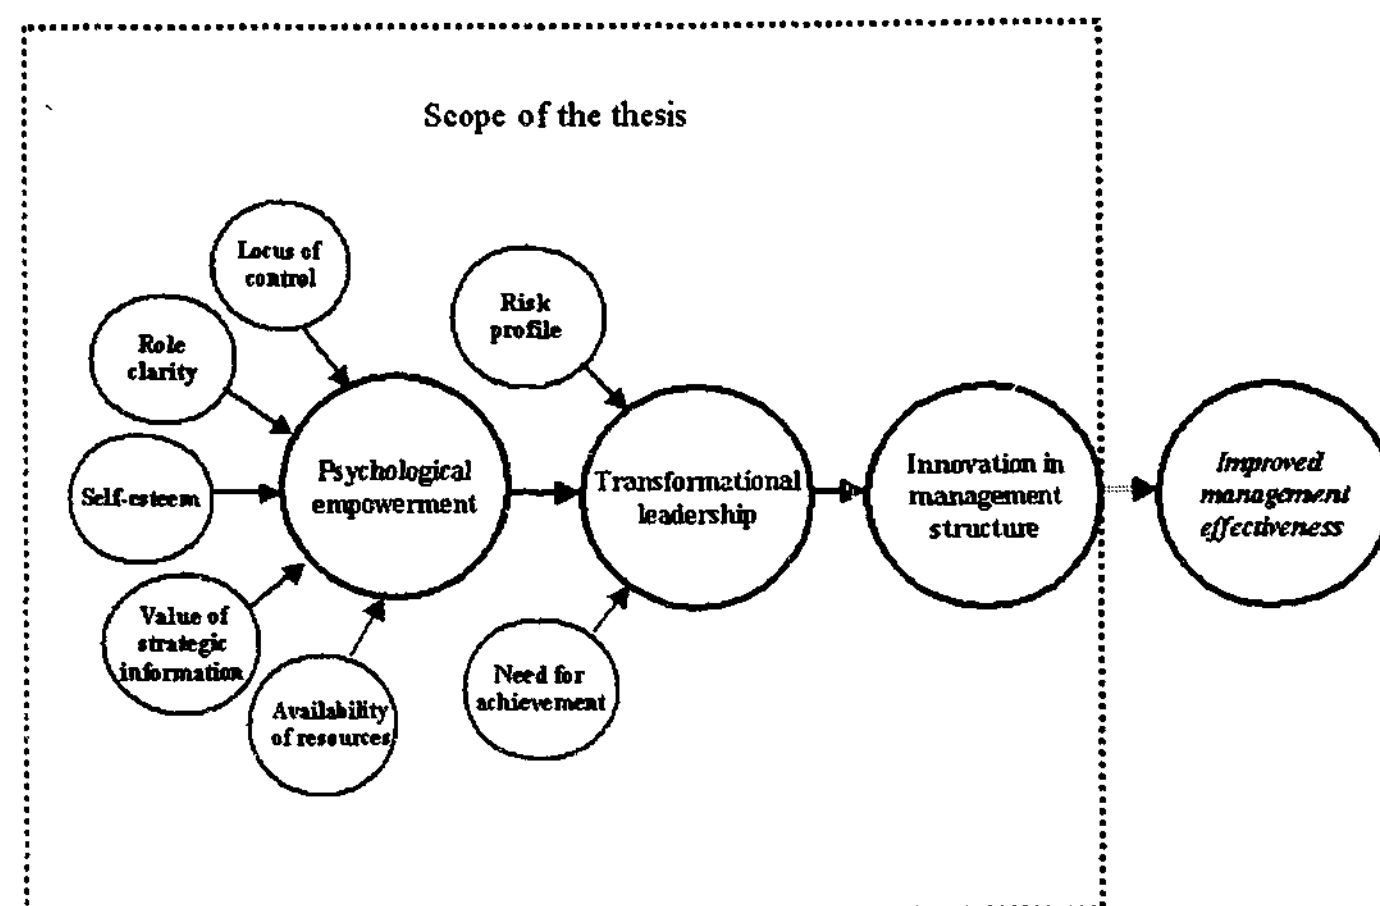 Scope of the thesis
Locus of
control
Risk
profile
Role
clarity
Psychological
empowerment
Transformational
leadership
Innovation in
management
structure
Improved
management
effectiveness
Self-esteem
Value of
strategic
information
Need for
achievement
Availability
of resources